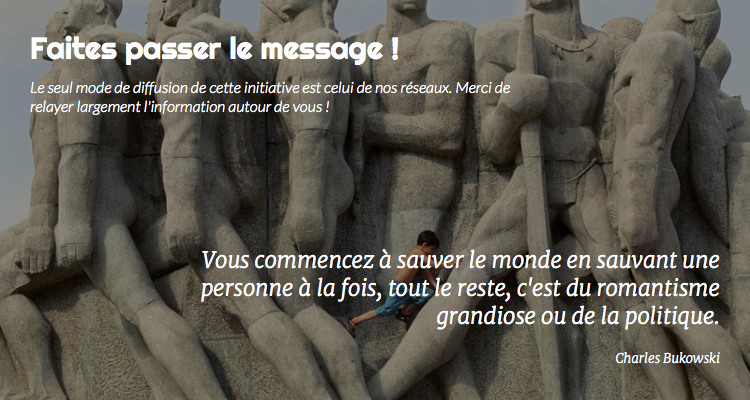 Faites passer le message !
Le seul mode de diffusion de cette initiative est celui de nos réseaux. Merci de
relayer largement l'information autour de vous !
Vous commencez à sauver le monde en sauvant une
personne à la fois, tout le reste, c'est du romantisme
grandiose ou de la politique.
Charles Bukowski